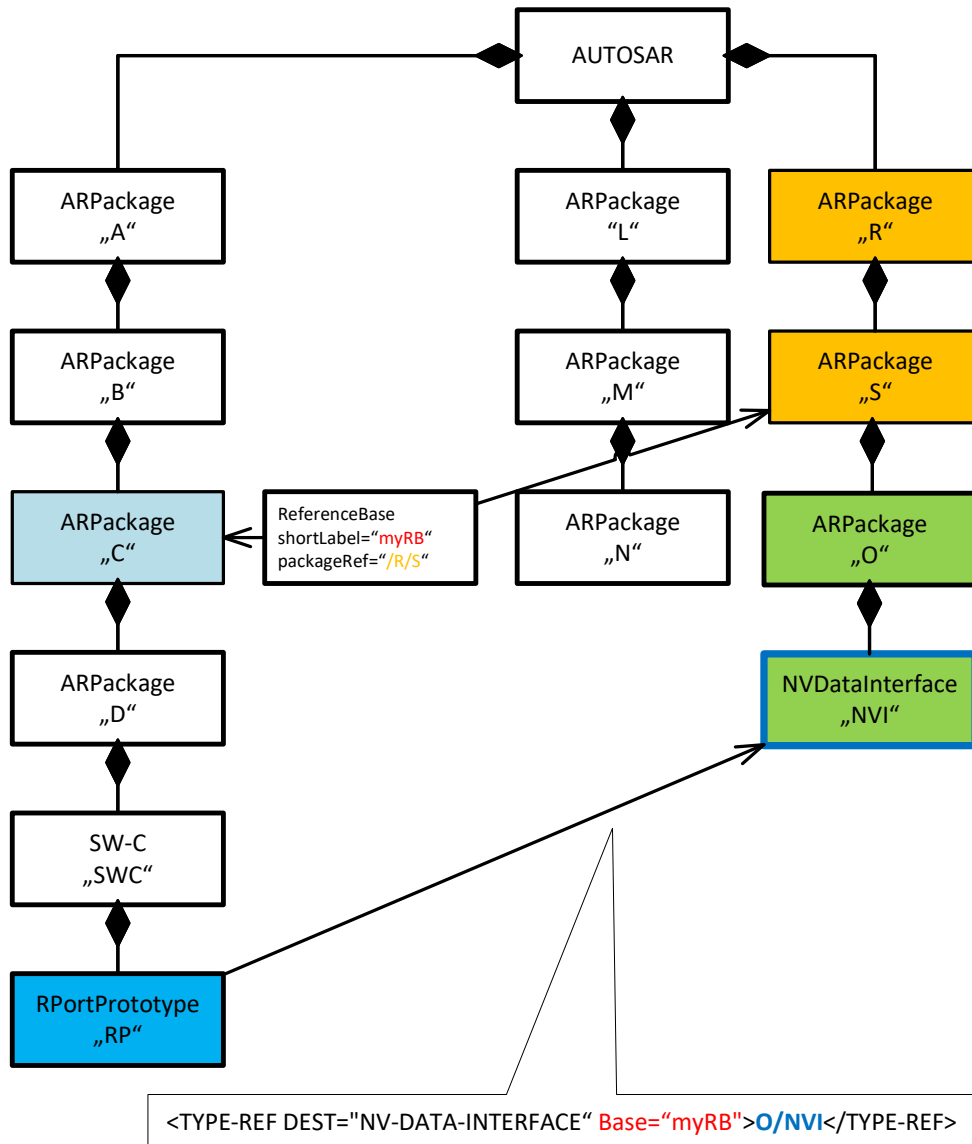 AUTOSAR
ARPackage
„A“
ARPackage
“L“
ARPackage
„R“
ARPackage
„B“
ARPackage
„M“
ARPackage
„S“
ARPackage
„C“
ReferenceBase
shortLabel=“myRB“
packageRef=“/R/S“
ARPackage
„N“
ARPackage
„O“
ARPackage
„D“
NVDataInterface
„NVI“
SW-C
„SWC“
RPortPrototype
„RP“
<TYPE-REF DEST="NV-DATA-INTERFACE“ Base=“myRB">O/NVI</TYPE-REF>